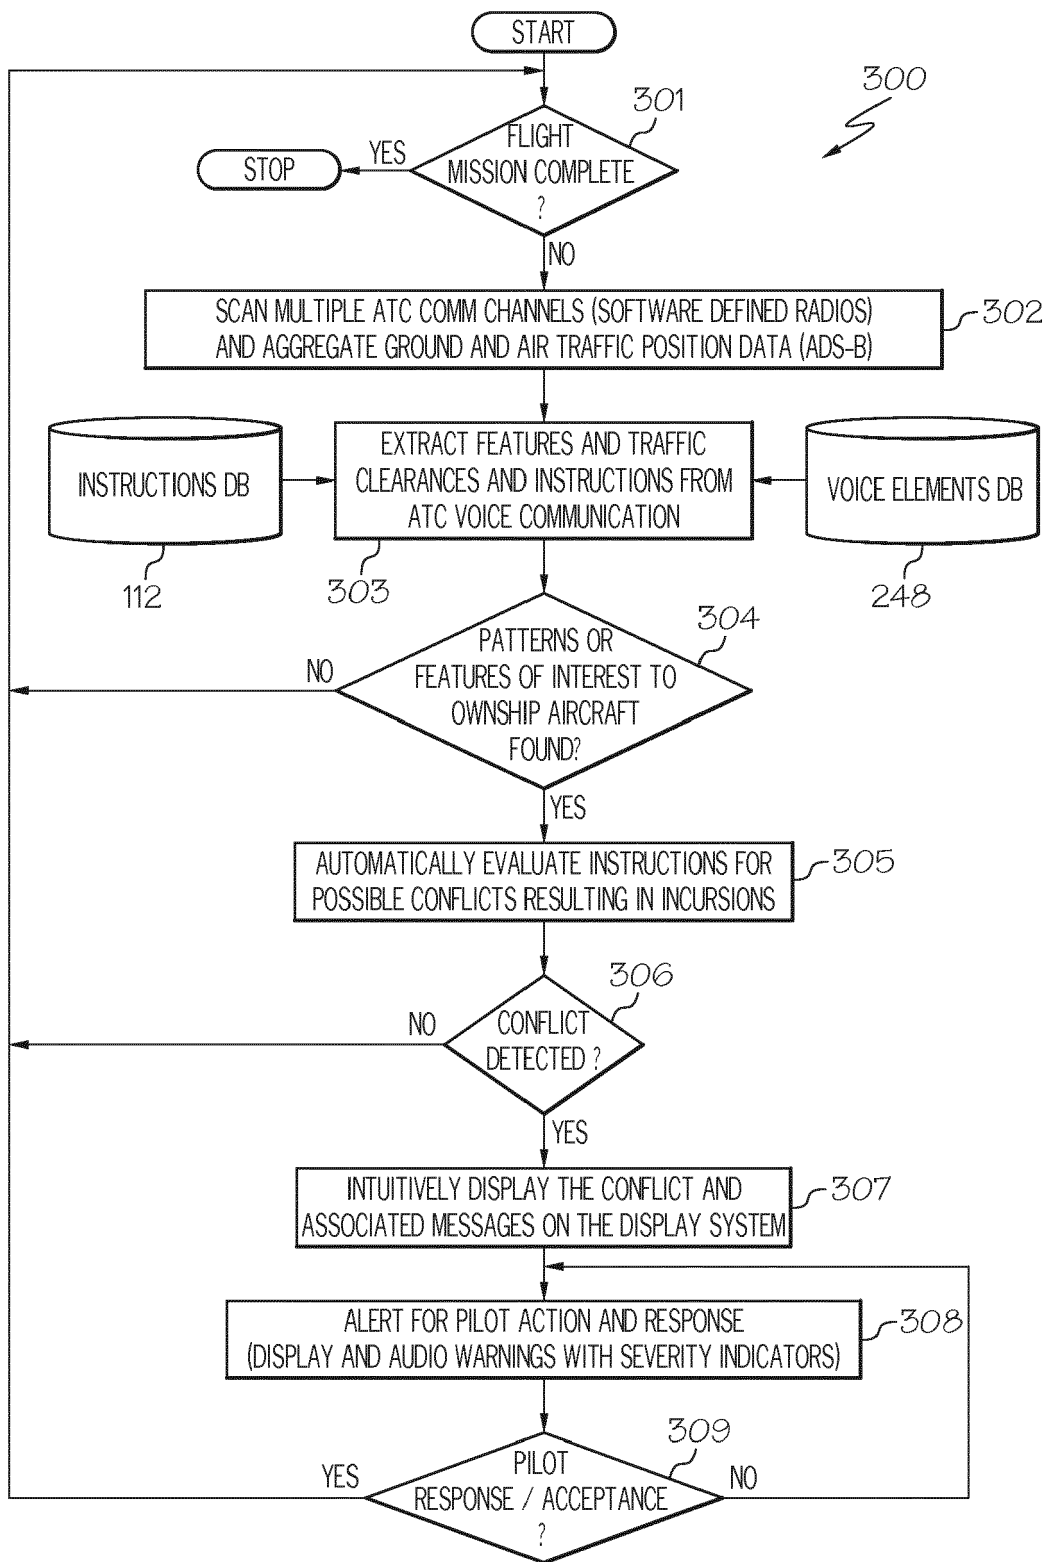 START
300
301
FLIGHT
MISSION COMPLETE
?
YES
STOP
NO
SCAN MULTIPLE ATC COMM CHANNELS (SOFTWARE DEFINED RADIOS)
AND AGGREGATE GROUND AND AIR TRAFFIC POSITION DATA (ADS-B)
302
INSTRUCTIONS DB
112
EXTRACT FEATURES AND TRAFFIC
CLEARANCES AND INSTRUCTIONS FROM
ATC VOICE COMMUNICATION
303
VOICE ELEMENTS DB
248
304
PATTERNS OR
FEATURES OF INTEREST TO
OWNSHIP AIRCRAFT
FOUND?
NO
YES
AUTOMATICALLY EVALUATE INSTRUCTIONS FOR
POSSIBLE CONFLICTS RESULTING IN INCURSIONS
305
306
CONFLICT
DETECTED ?
NO
YES
INTUITIVELY DISPLAY THE CONFLICT AND
ASSOCIATED MESSAGES ON THE DISPLAY SYSTEM
307
ALERT FOR PILOT ACTION AND RESPONSE
(DISPLAY AND AUDIO WARNINGS WITH SEVERITY INDICATORS)
308
309
YES
PILOT
RESPONSE / ACCEPTANCE
?
NO